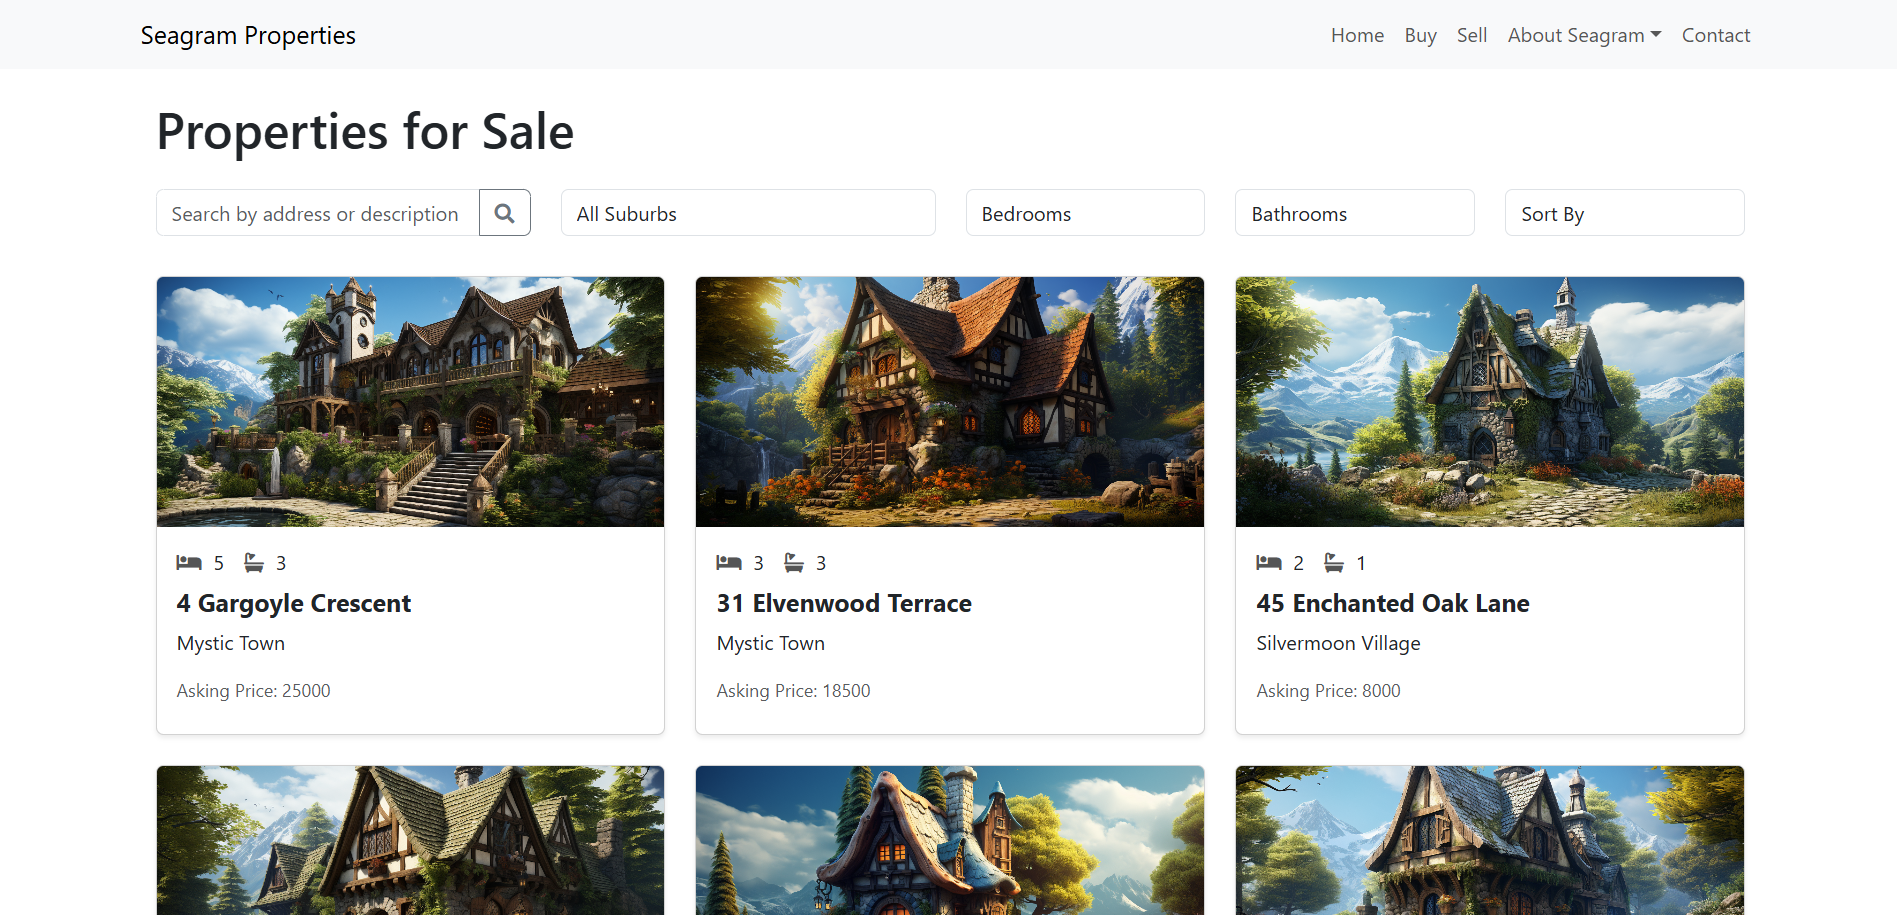 Seagram Properties
Home Buy Sell About Seagram Contact
Properties for Sale
Search by address or description
All Suburbs
Bedrooms
Bathrooms
Sort By
5 3
4 Gargoyle Crescent
Mystic Town
Asking Price: 25000
3 3
31 Elvenwood Terrace
Mystic Town
Asking Price: 18500
2 1
45 Enchanted Oak Lane
Silvermoon Village
Asking Price: 8000